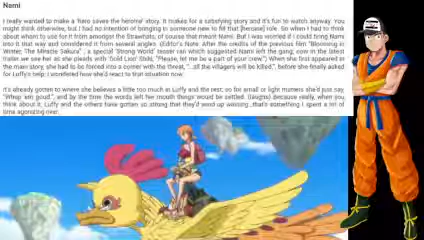 Nami
I really wanted to make a 'hero saves the heroine' story. It makes for a satisfying story and it's fun to watch anyway. You
might think otherwise, but I had no intention of bringing in someone new to fill that [heroine] role. So when I had to think
about whom to use for it from amongst the Strawhats, of course that meant Nami. But I was worried if I could bring Nami
into it that way and considered it from several angles. (Editor's Note: After the credits of the previous film "Blooming in
Winter, The Miracle Sakura", a special 'Strong World' teaser ran which suggested Nami left the gang; now in the latest
trailer we see her as she pleads with 'Gold Lion' Shiki, "Please, let me be a part of your crew.") When she first appeared in
the main story, she had to be forced into a corner with the threat, "...all the villagers will be killed.", before she finally asked
for Luffy's help; I worried how she'd react to that situation now.
It's already gotten to where she believes a little too much in Luffy and the rest; so for small or light matters she'd just say,
"Whup 'em good.", and by time the words left her mouth things would be settled. (laughs) Because really, when you
think about it, Luffy and the others have gotten so strong that they'd wind up winning...that's something I spent a lot of
time agonizing over.